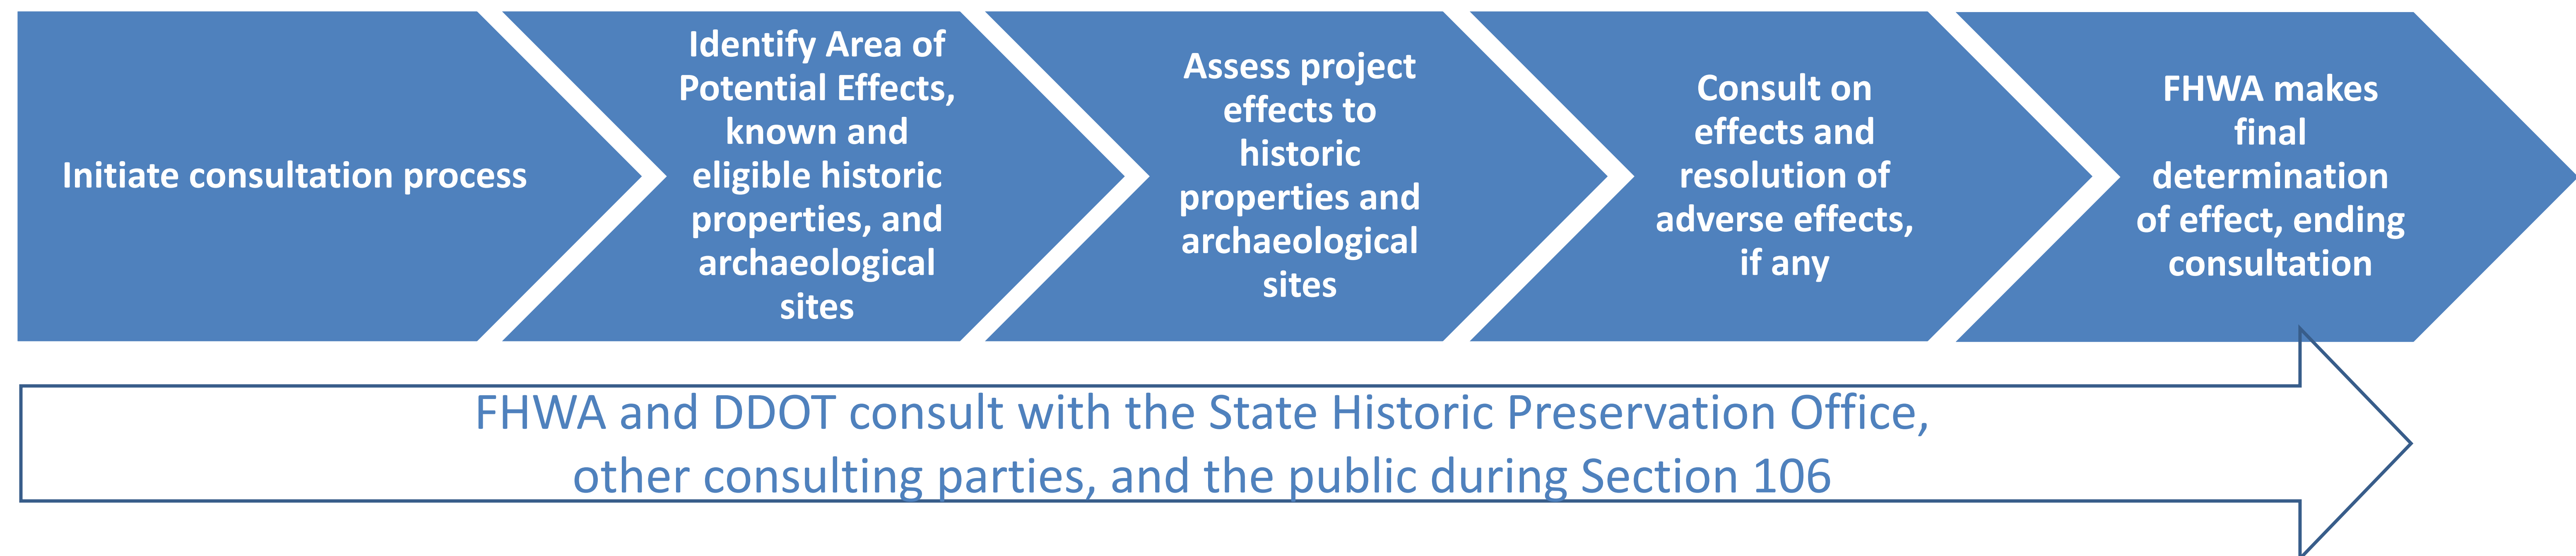 Initiate consultation process
Identify Area of
Potential Effects,
known and
eligible historic
properties, and
archaeological
sites
Assess project
effects to
historic
properties and
archaeological
sites
Consult on
effects and
resolution of
adverse effects,
if any
FHWA makes
final
determination
of effect, ending
consultation
FHWA and DDOT consult with the State Historic Preservation Office,
other consulting parties, and the public during Section 106